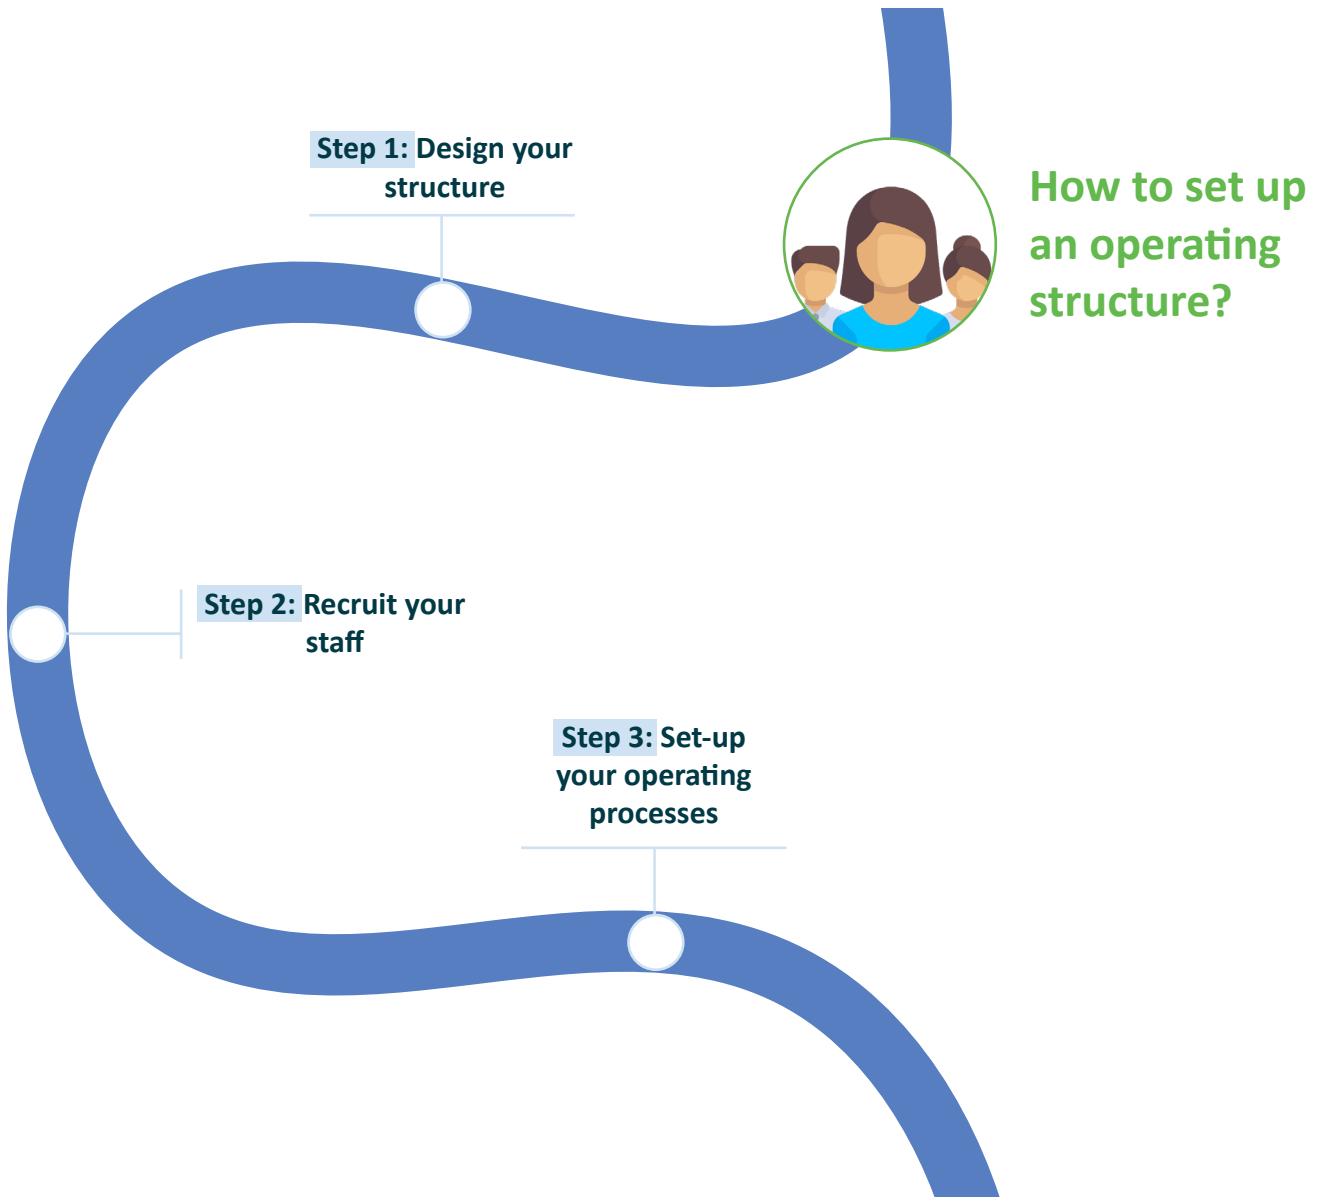 How to set up
an operating
structure?
Step 1: Design your
structure
Step 2: Recruit your
staff
Step 3: Set-up
your operating
processes